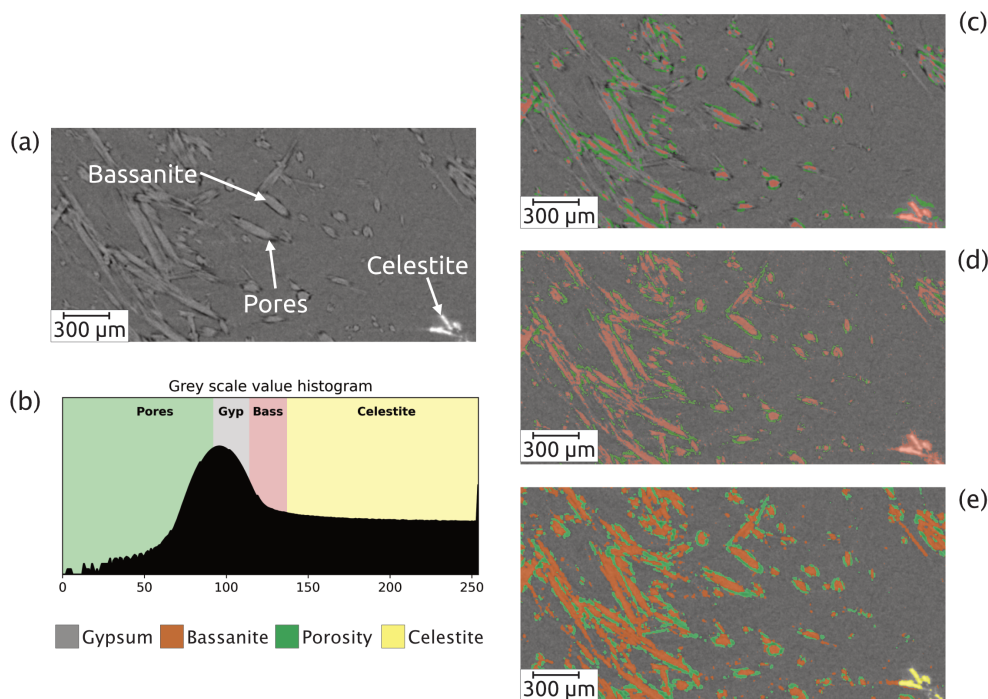 (a)
Bassanite
Pores
Celestite
300 µm
(b)
Grey scale value histogram
Pores
Gyp
Bass
Celestite
0
50
100
150
200
250
Gypsum
Bassanite
Porosity
Celestite
(c)
300 µm
(d)
300 µm
(e)
300 µm